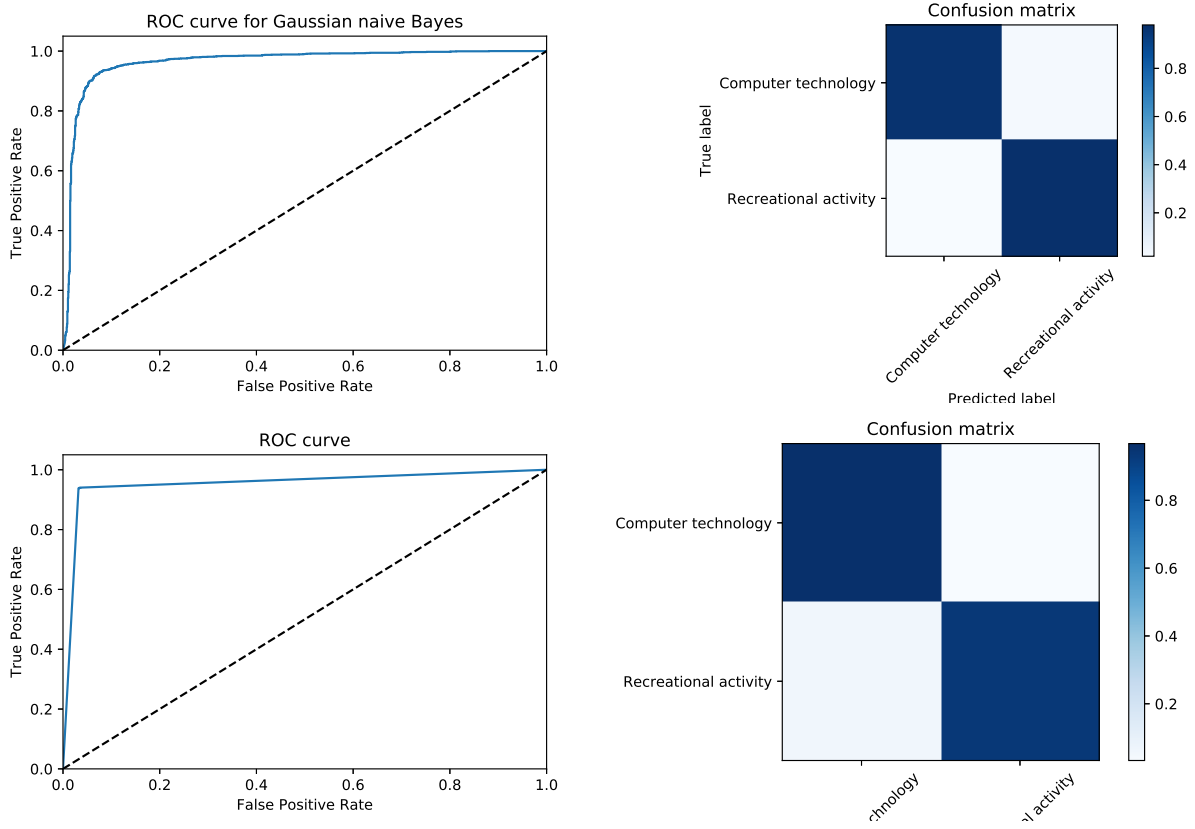 ROC curve for Gaussian naive Bayes
1.0
0.8
0.6
0.4
0.2
0.0
True Positive Rate
0.0 0.2 0.4 0.6 0.8 1.0
False Positive Rate
Confusion matrix
Computer technology
Recreational activity
True label
Computer technology
Recreational activity
Predicted label
0.8
0.6
0.4
0.2
ROC curve
1.0
0.8
0.6
0.4
0.2
0.0
True Positive Rate
0.0 0.2 0.4 0.6 0.8 1.0
False Positive Rate
Confusion matrix
Computer technology
Recreational activity
chnology
activity
0.8
0.6
0.4
0.2